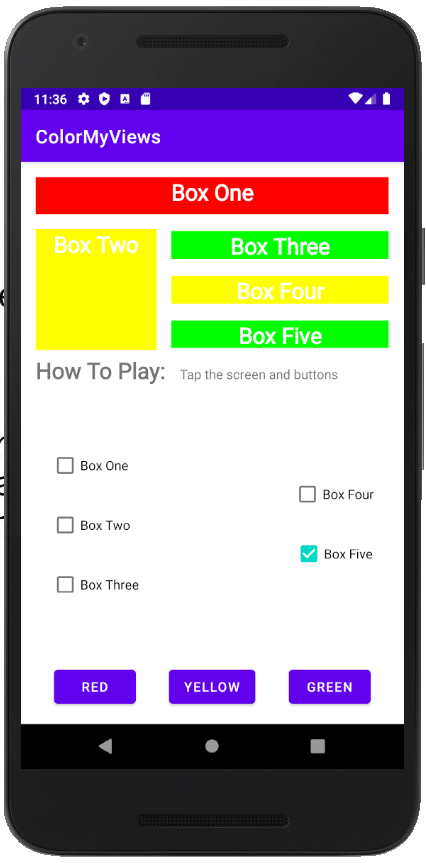 11:36
ColorMyViews
Box One
Box Two
Box Three
Box Four
Box Five
How To Play: Tap the screen and buttons
Box One
Box Four
Box Two
Box Five
Box Three
RED YELLOW GREEN